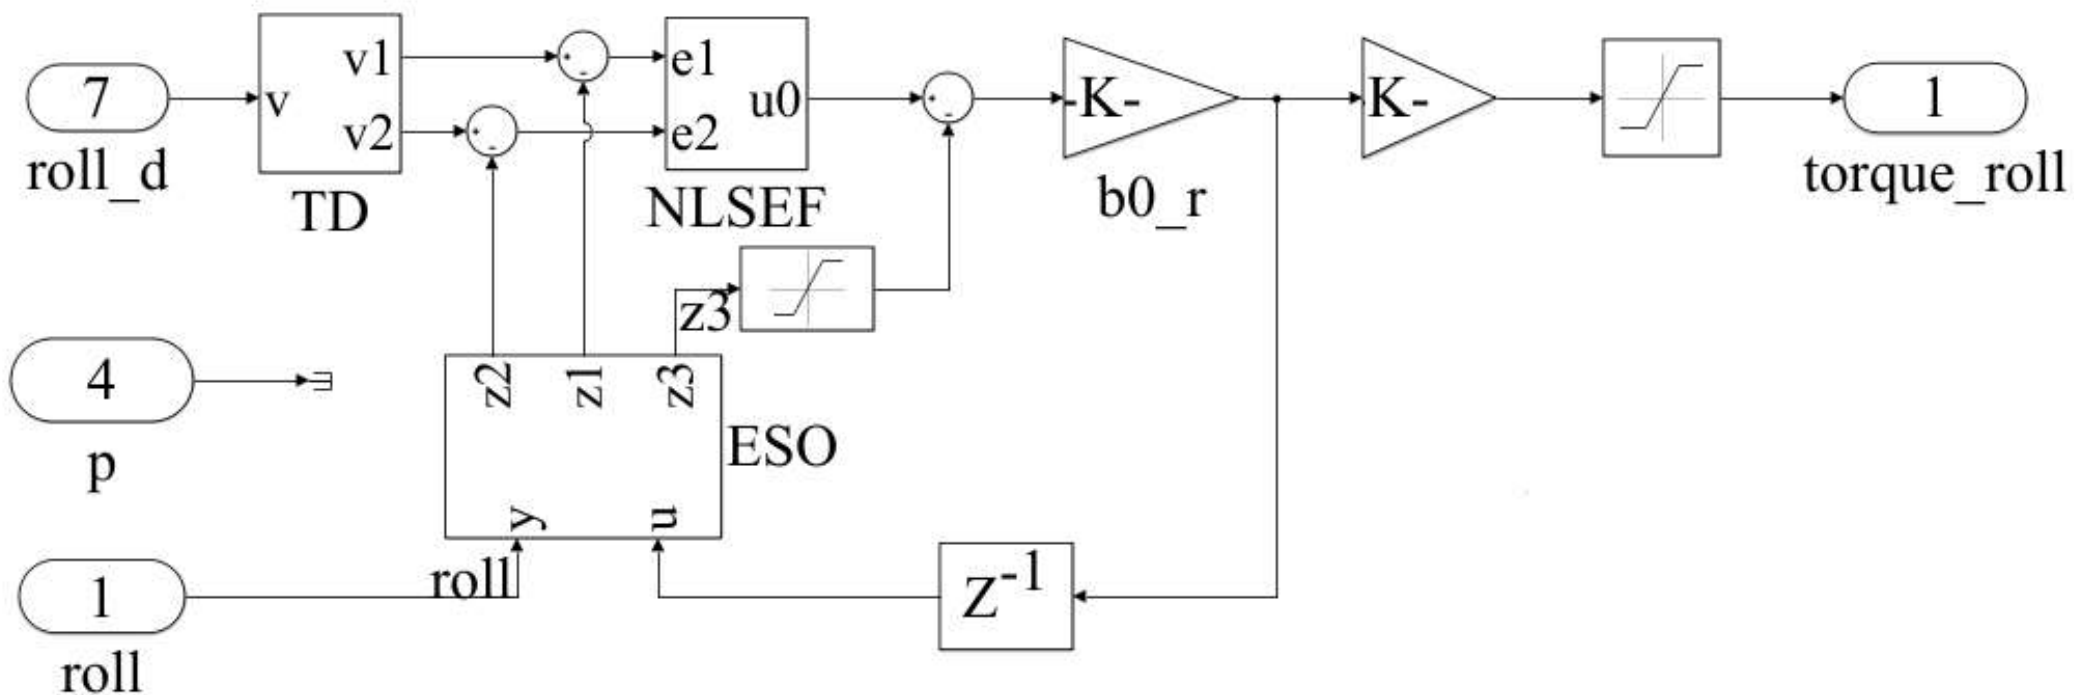 7
roll_d
v
v1
v2
TD
+
-
+
-
e1
e2
u0
NLSEF
+
-
-K-
b0_r
K-
1
torque_roll
z3
4
p
z2
z1
z3
y
u
ESO
1
roll
roll
Z-1